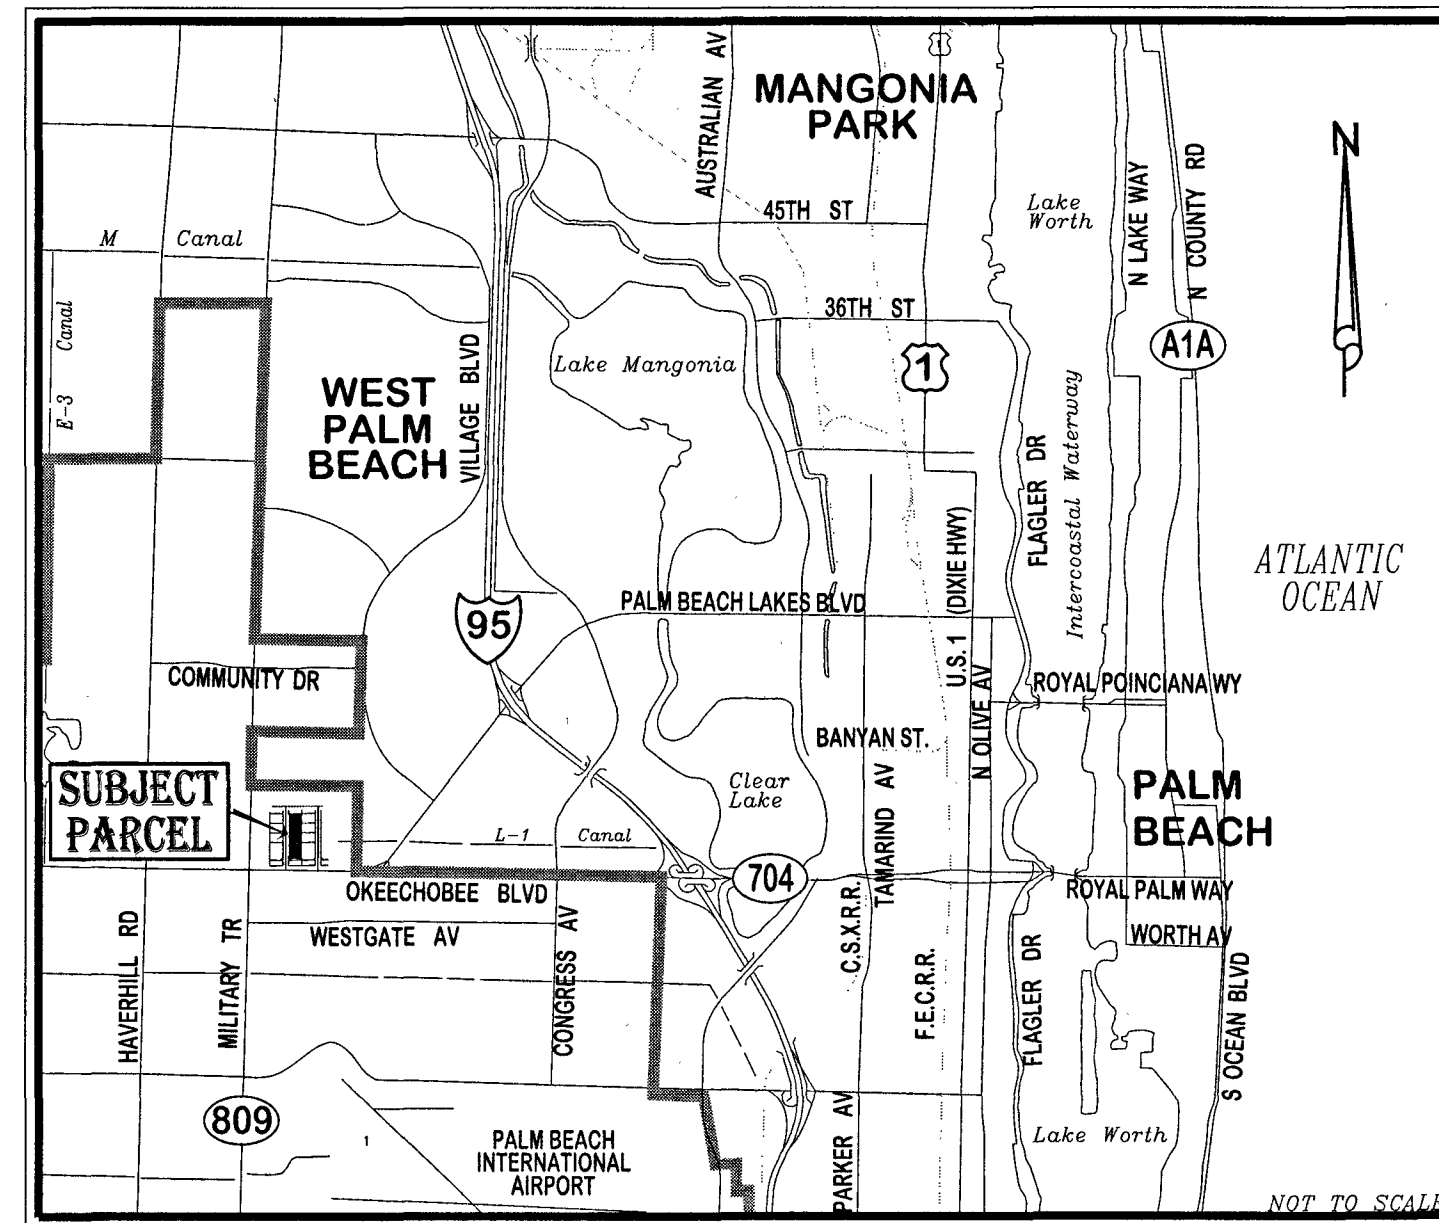 AUSTRALIAN AV
1
MANGONIA
PARK
N
45TH ST
Lake
Worth
N LAKE WAY
N COUNTY RD
M Canal
E-3 Canal
36TH ST
A1A
1
Lake Mangonia
WEST
PALM
BEACH
VILLAGE BLVD
FLAGLER DR
Intercoastal Waterway
ATLANTIC
OCEAN
95
PALM BEACH LAKES BLVD
U.S. 1 (DIXIE HWY)
COMMUNITY DR
N OLIVE AV
ROYAL POINCIANA WY
BANYAN ST.
SUBJECT
PARCEL
Clear
Lake
PALM
BEACH
L-1 Canal
704
TAMARIND AV
OKEECHOBEE BLVD
ROYAL PALM WAY
HAVERHILL RD
MILITARY TR
WESTGATE AV
CONGRESS AV
C.S.X.R.R.
F.E.C.R.R.
FLAGLER DR
WORTH AV
S OCEAN BLVD
809
1
PALM BEACH
INTERNATIONAL
AIRPORT
PARKER AV
Lake Worth
NOT TO SCALE